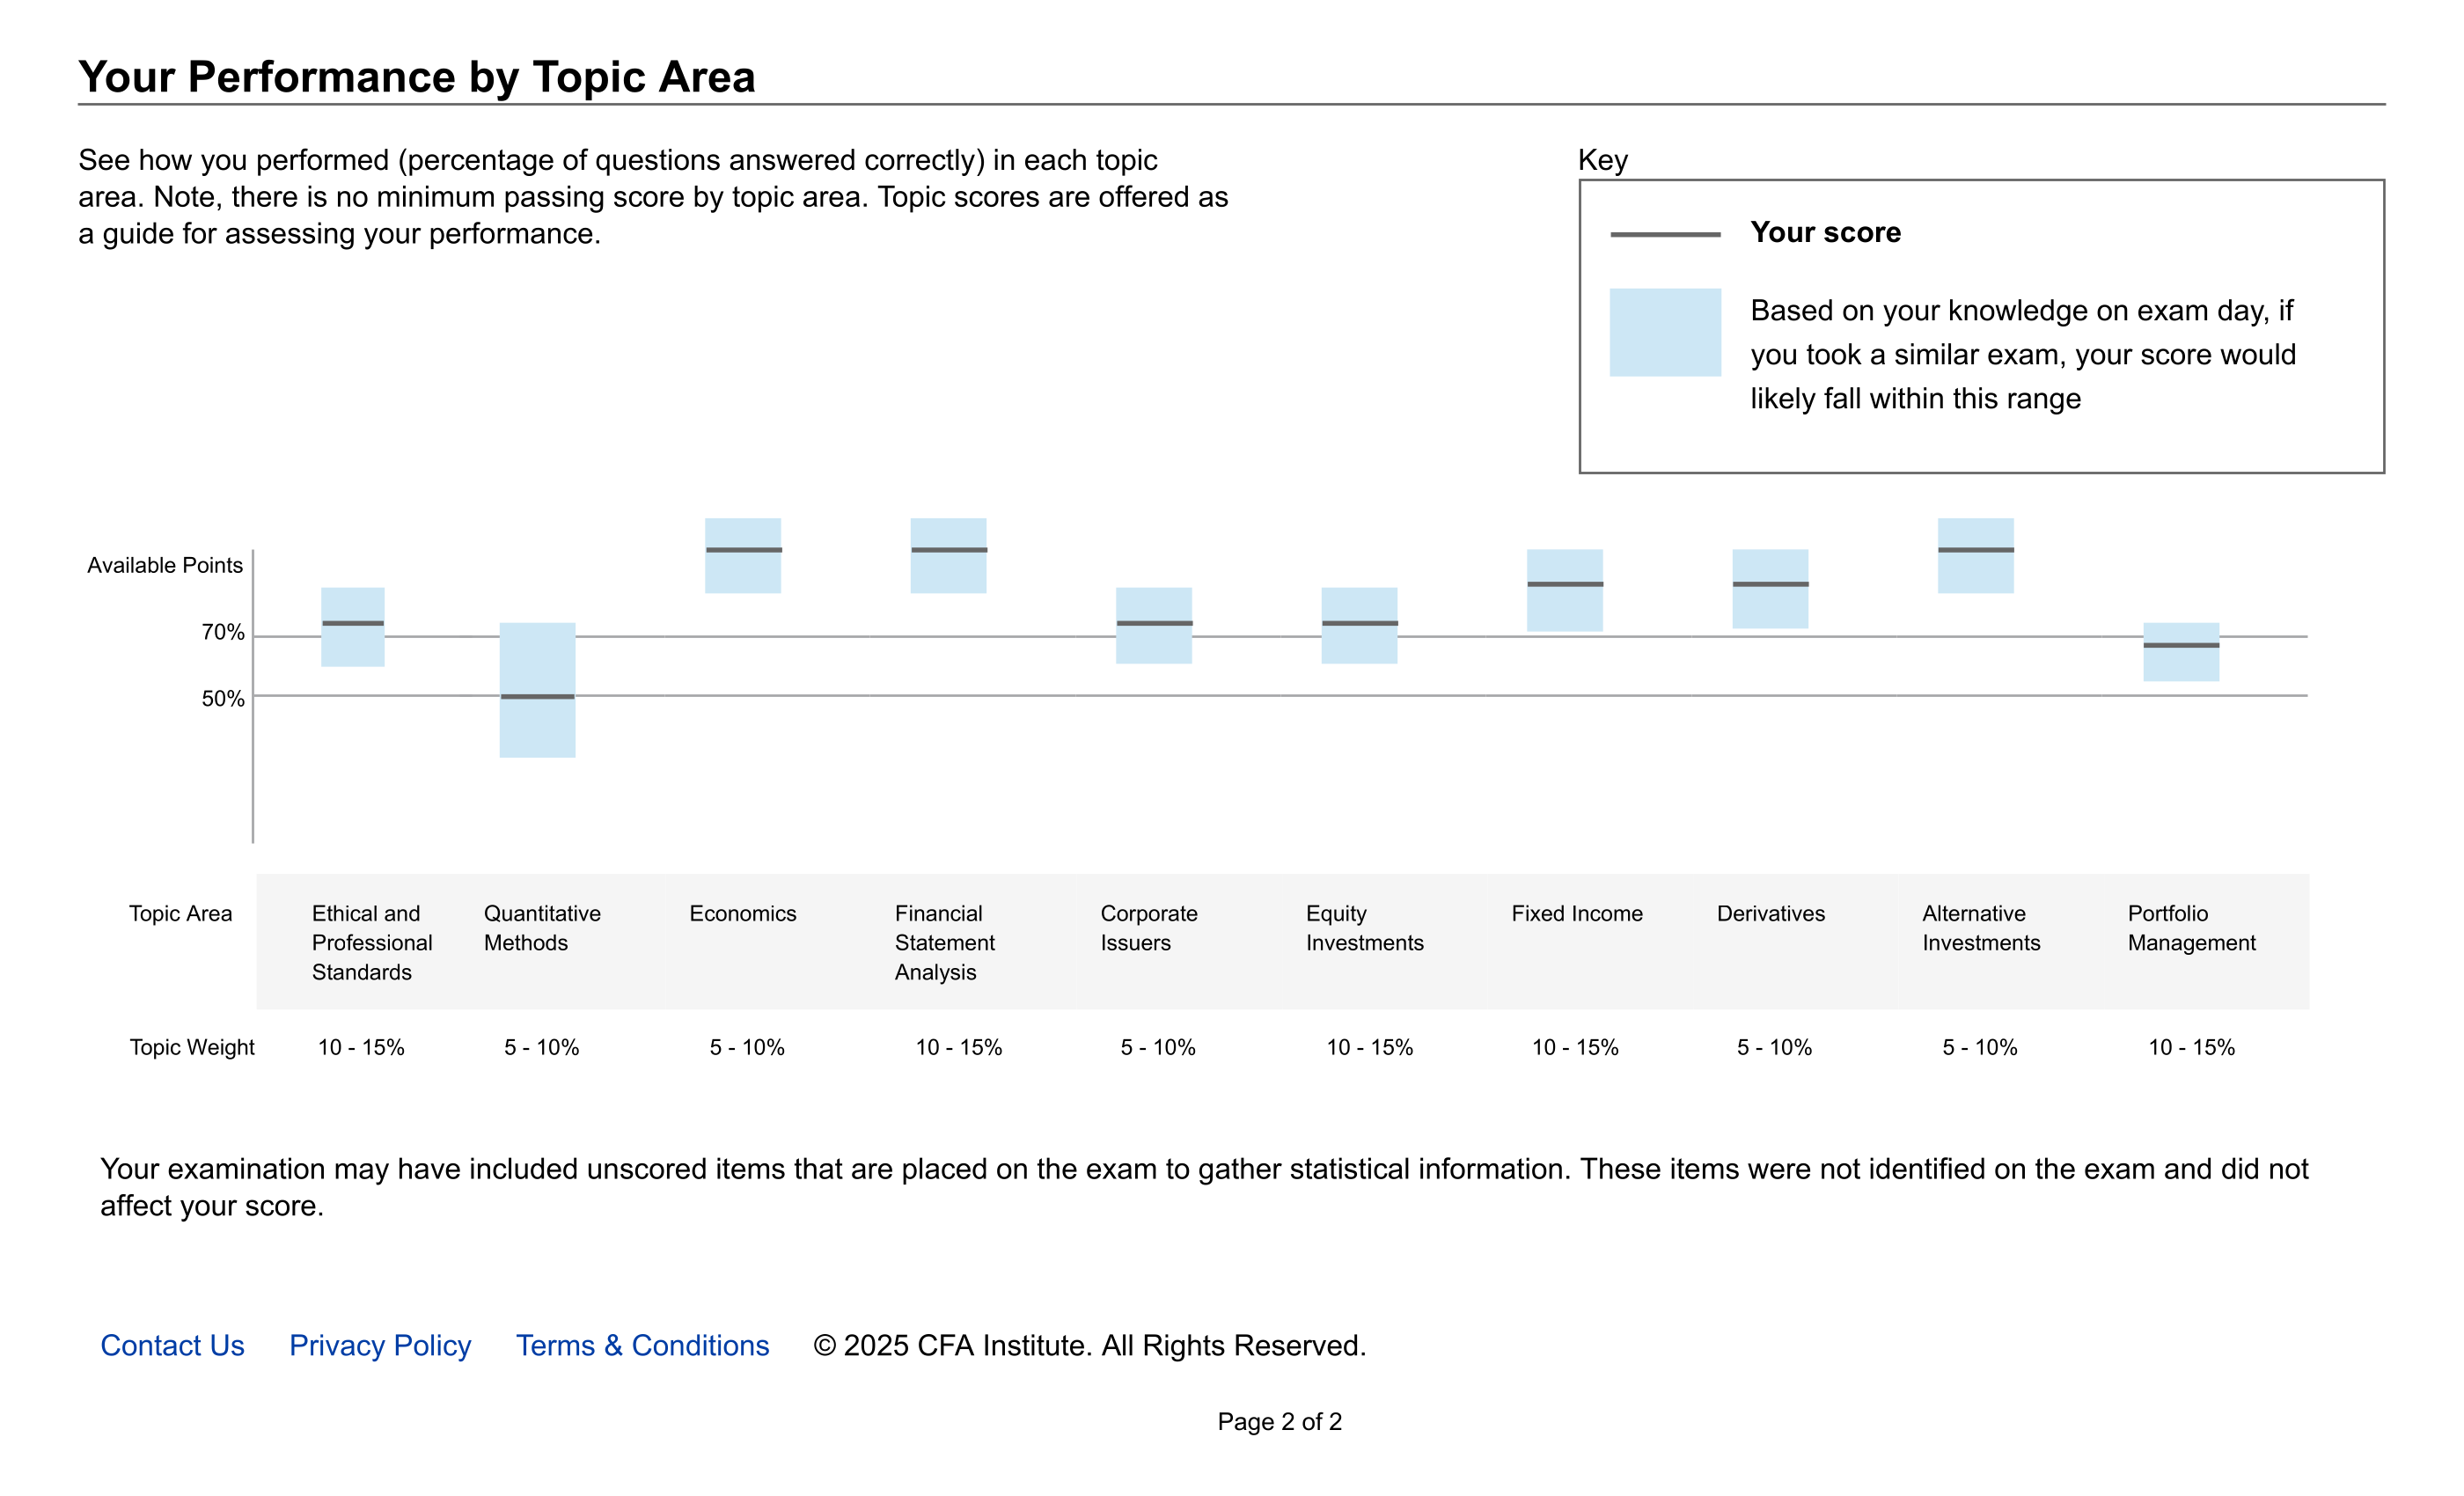 Your Performance by Topic Area
See how you performed (percentage of questions answered correctly) in each topic
area. Note, there is no minimum passing score by topic area. Topic scores are offered as
a guide for assessing your performance.
Key
Your score
Based on your knowledge on exam day, if
you took a similar exam, your score would
likely fall within this range
Available Points
70%
50%
Topic Area
Ethical and
Professional
Standards
Quantitative
Methods
Economics
Financial
Statement
Analysis
Corporate
Issuers
Equity
Investments
Fixed Income
Derivatives
Alternative
Investments
Portfolio
Management
Topic Weight 10 - 15% 5 - 10% 5 - 10% 10 - 15% 5 - 10% 10 - 15% 10 - 15% 5 - 10% 5 - 10% 10 - 15%
Your examination may have included unscored items that are placed on the exam to gather statistical information. These items were not identified on the exam and did not
affect your score.
Contact Us Privacy Policy Terms & Conditions © 2025 CFA Institute. All Rights Reserved.
Page 2 of 2